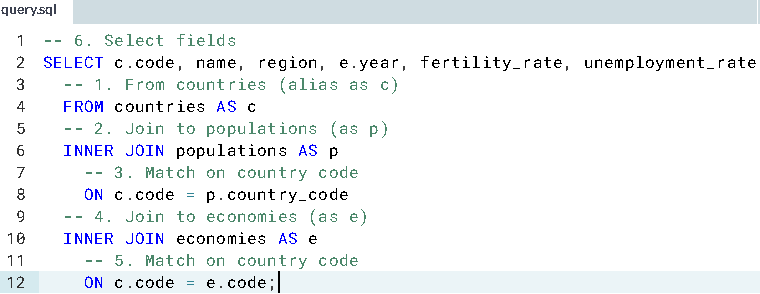 query.sql
1 -- 6. Select fields
2 SELECT c.code, name, region, e.year, fertility_rate, unemployment_rate
3 -- 1. From countries (alias as c)
4 FROM countries AS c
5 -- 2. Join to populations (as p)
6 INNER JOIN populations AS p
7 -- 3. Match on country code
8 ON c.code = p.country_code
9 -- 4. Join to economies (as e)
10 INNER JOIN economies AS e
11 -- 5. Match on country code
12 ON c.code = e.code;